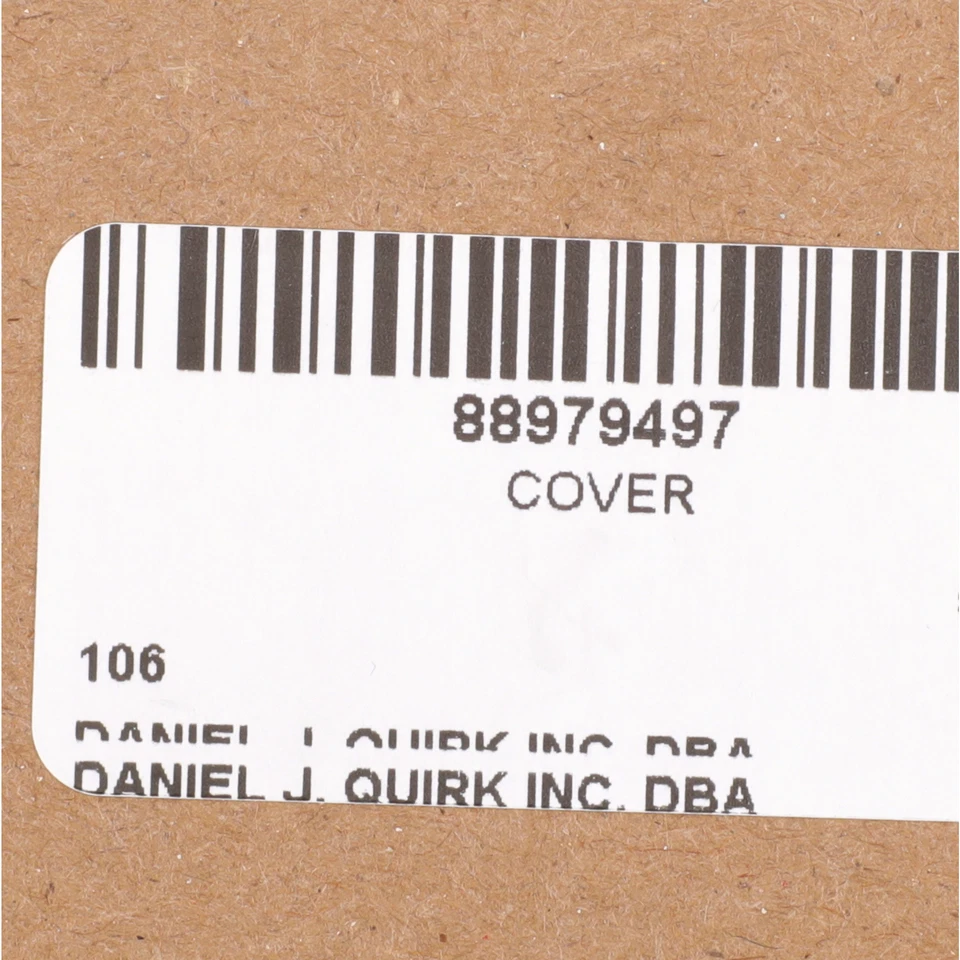 88979497
COVER
106
DANIEL J. QUIRK INC. DBA
DANIEL J. QUIRK INC. DBA